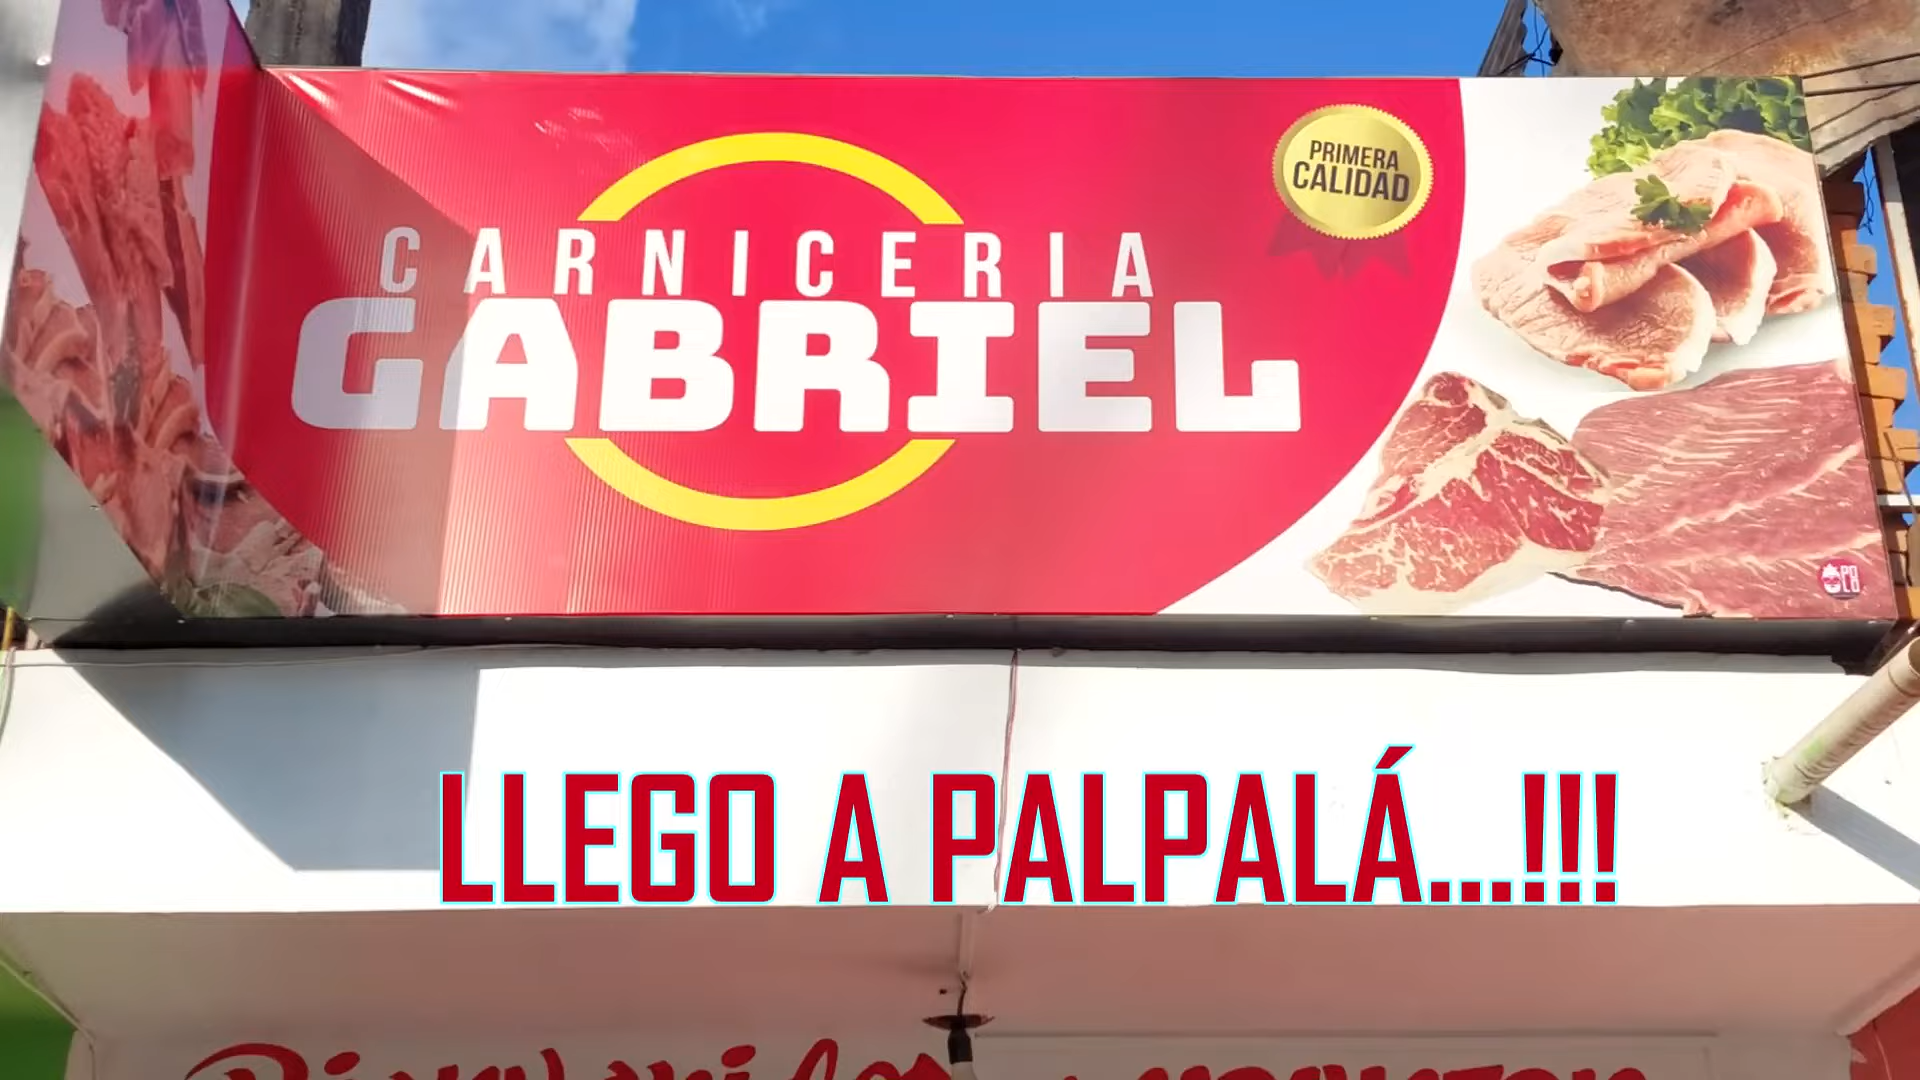 PRIMERA
CALIDAD
CARNICERIA
GABRIEL
LLEGO A PALPALÁ...!!!